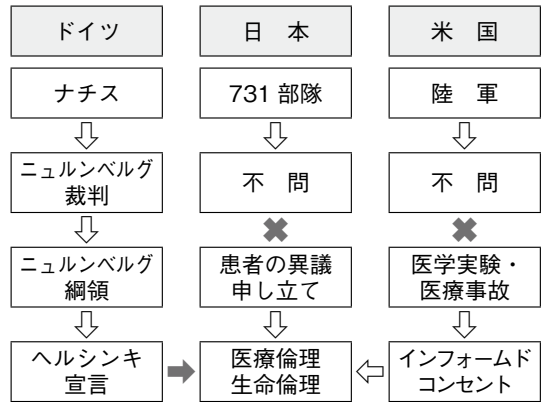 ドイツ
日 本
米 国
ナチス
731 部隊
陸 軍
ニュルンベルグ
裁判
不 問
不 問
ニュルンベルグ
綱領
患者の異議
申し立て
医学実験・
医療事故
ヘルシンキ
宣言
医療倫理
生命倫理
インフォームド
コンセント